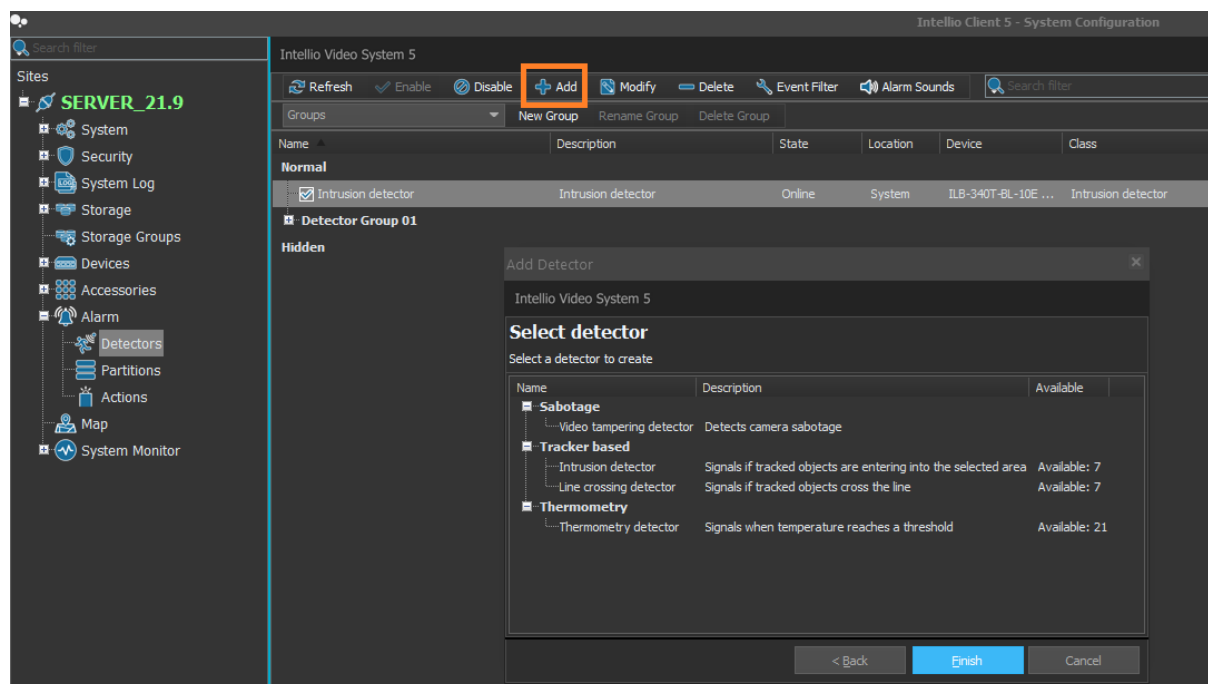 Intellio Client 5 - System Configuration
Search filter
Intellio Video System 5
Sites
Refresh Enable Disable Add Modify Delete Event Filter Alarm Sounds Search filter
SERVER_21.9
Groups New Group Rename Group Delete Group
System
Name Description State Location Device Class
Security
Normal
System Log
Intrusion detector Intrusion detector Online System ILB-340T-BL-10E ... Intrusion detector
Storage
Detector Group 01
Storage Groups
Hidden
Devices
Accessories
Alarm
Detectors
Partitions
Actions
Map
System Monitor
Add Detector
Intellio Video System 5
Select detector
Select a detector to create
Name Description Available
Sabotage
Video tampering detector Detects camera sabotage
Tracker based
Intrusion detector Signals if tracked objects are entering into the selected area Available: 7
Line crossing detector Signals if tracked objects cross the line Available: 7
Thermometry
Thermometry detector Signals when temperature reaches a threshold Available: 21
< Back Finish Cancel